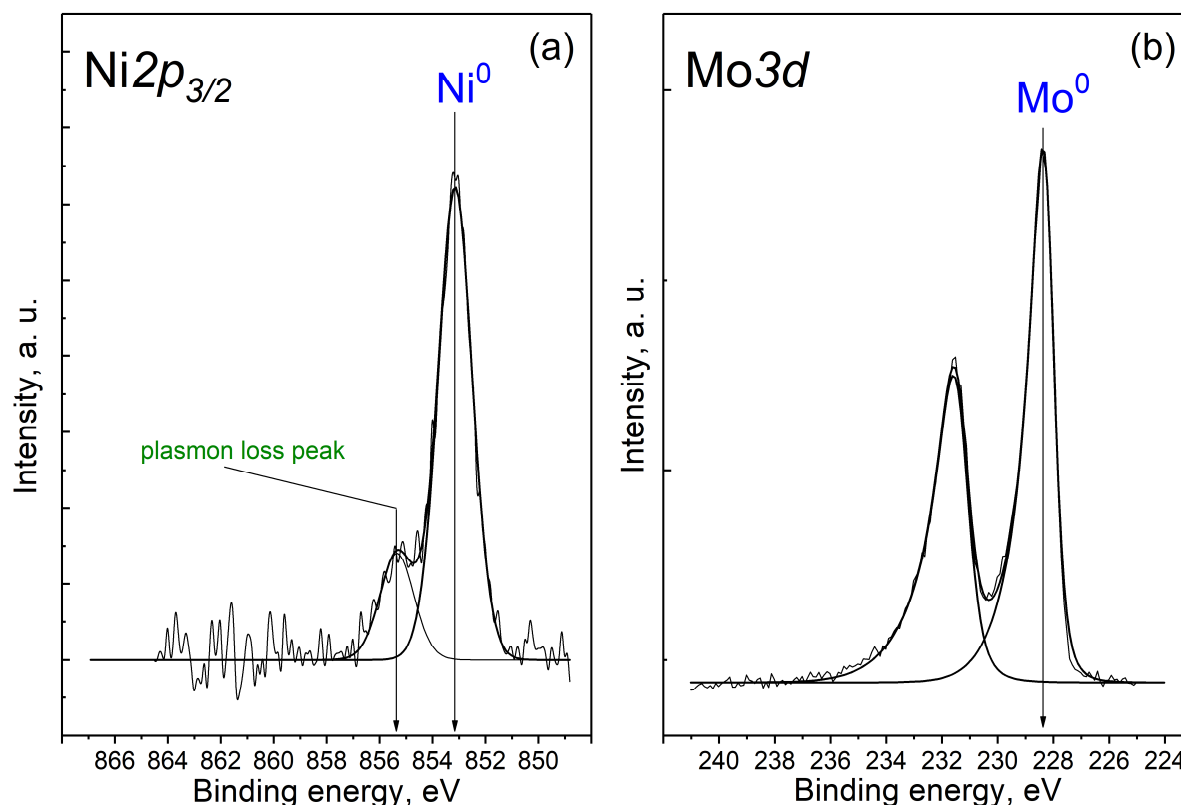 (a)
Ni2p3/2
Ni0
plasmon loss peak
Intensity, a. u.
866 864 862 860 858 856 854 852 850
Binding energy, eV
(b)
Mo3d
Mo0
Intensity, a. u.
240 238 236 234 232 230 228 226 224
Binding energy, eV